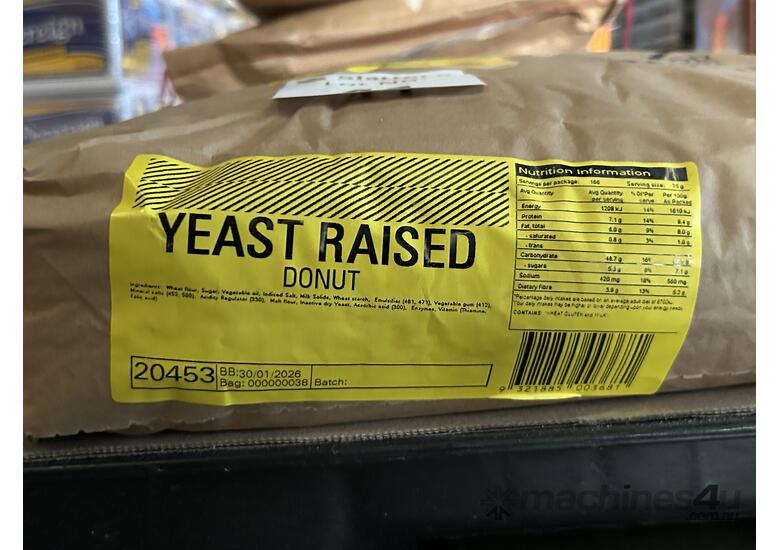 YEAST RAISED
DONUT
Ingredients: Wheat flour, Sugar, Vegetable oil, Iodised Salt, Milk Solids, Wheat starch, Emulsifier (481, 471), Vegetable gum (412),
Mineral salts (450, 500), Acidity Regulator (330), Malt flour, Inactive dry Yeast, Ascorbic acid (300), Enzymes, Vitamin (Thiamine,
Folic acid)
20453
BB:30/01/2026
Bag: 000000038 Batch:
Nutrition Information
Servings per package: 166 Serving size: 75 g
Avg Quantity Avg Quantity per serving % DI*Per serve Per 100g As Packed
Energy 1208 kJ 14% 1610 kJ
Protein 7.1 g 14% 9.4 g
Fat, total 6.0 g 9% 8.0 g
- saturated 0.8 g 3% 1.0 g
- trans
Carbohydrate 48.7 g 16%
- sugars 5.3 g 6% 7.1 g
Sodium 420 mg 18% 560 mg
Dietary Fibre 3.9 g 13% 5.2 g
*Percentage daily intakes are based on an average adult diet of 8700kJ.
Your daily intakes may be higher or lower depending upon your energy needs.
CONTAINS: WHEAT GLUTEN and MILK
9 321885 003681
machines4u
.com.au